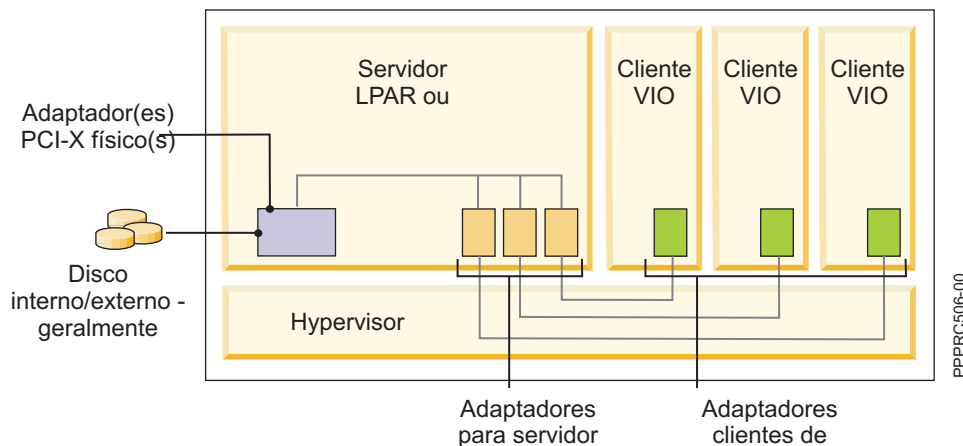 Servidor
LPAR ou
Cliente
VIO
Cliente
VIO
Cliente
VIO
Adaptador(es)
PCI-X físico(s)
Disco
interno/externo -
geralmente
Hypervisor
Adaptadores
para servidor
Adaptadores
clientes de
PPPRC506-00